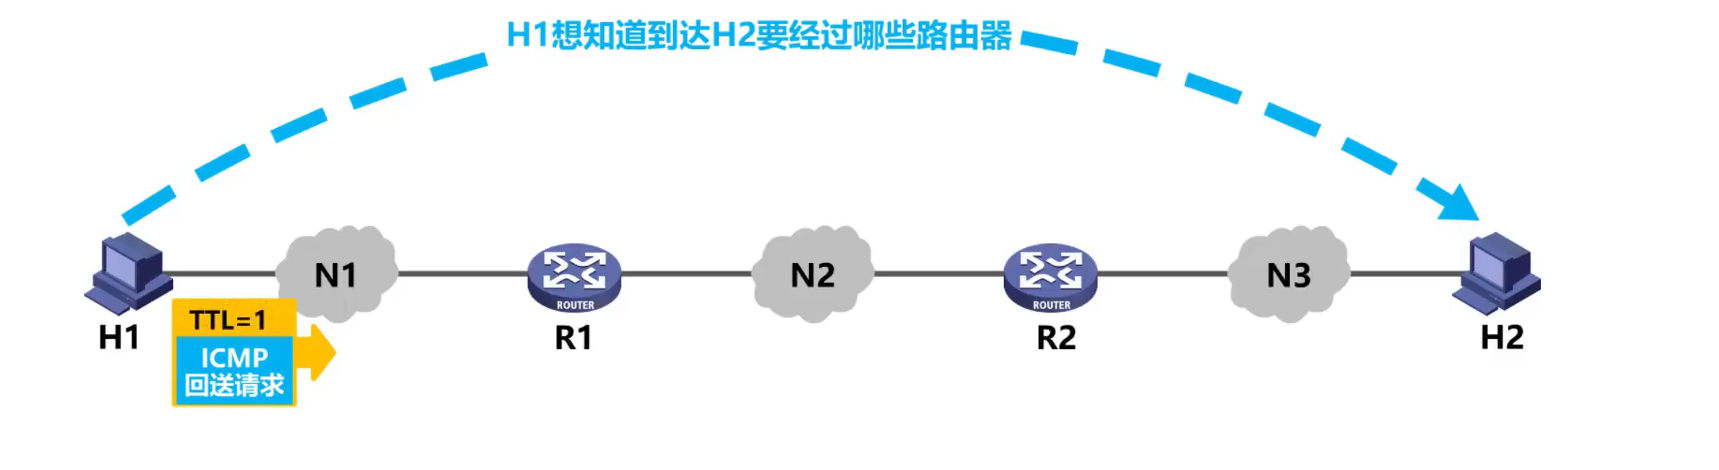 H1想知道到达H2要经过哪些路由器
N1
N2
N3
ROUTER
ROUTER
H1
R1
R2
H2
TTL=1
ICMP
回送请求